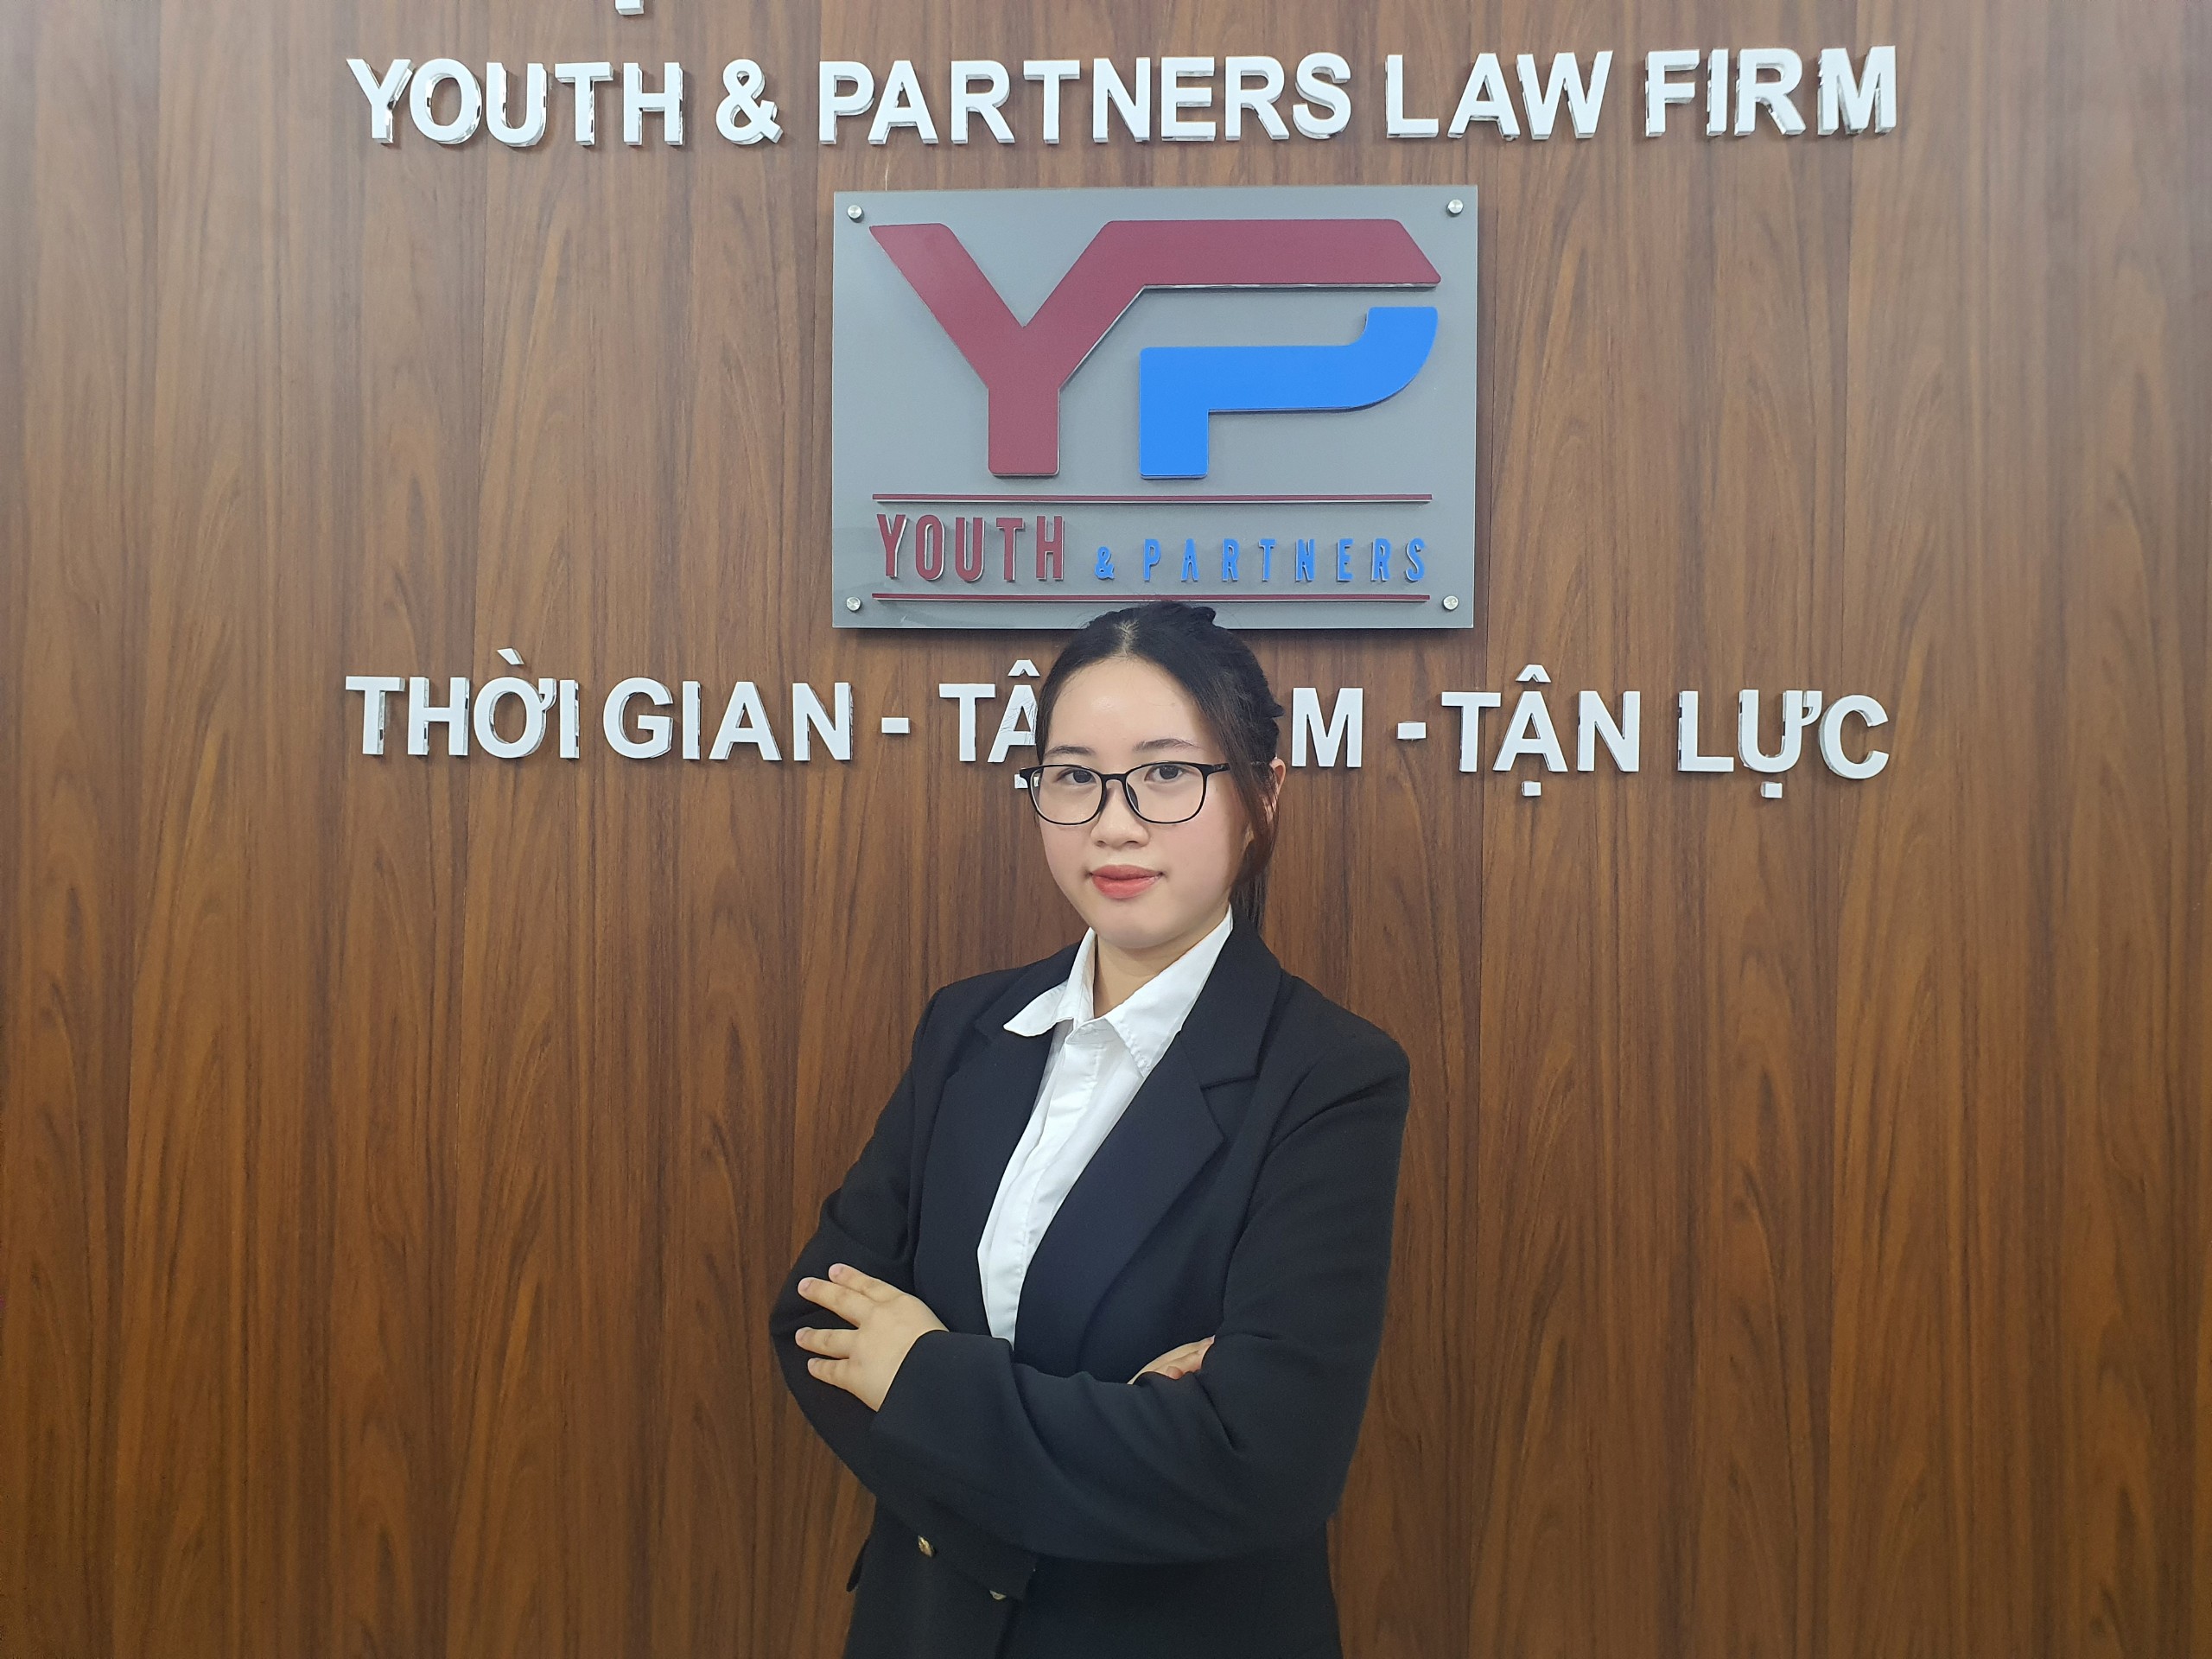 YOUTH & PARTNERS LAW FIRM
YP
YOUTH & PARTNERS
THỜI GIAN - - TẬN LỰC